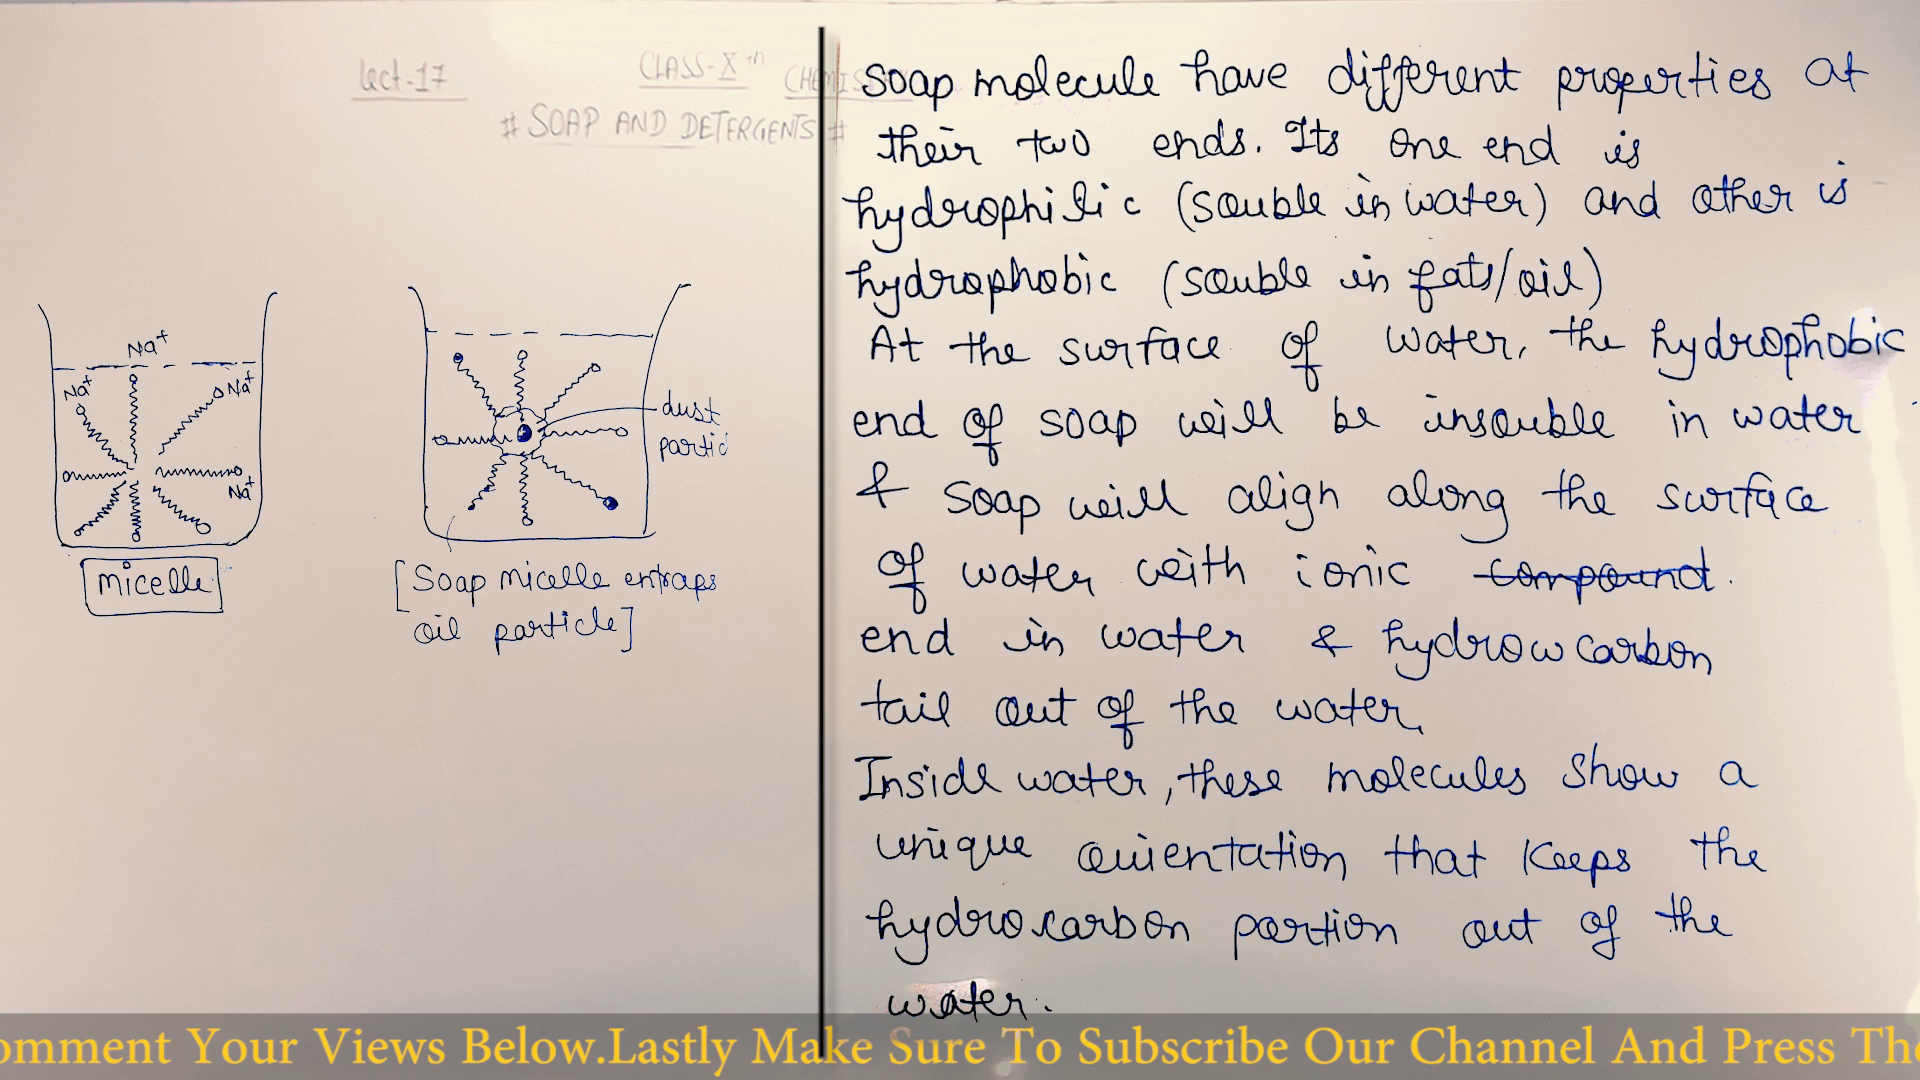 Lect-17
CLASS-Xth
CHEMIS
# SOAP AND DETERGENTS #
Na+
Na+
Na+
Na+
micelle
dust
partic
[Soap micelle entraps
oil particle]
Soap molecule have different properties at
their two ends. Its one end is
hydrophilic (souble in water) and other is
hydrophobic (souble in fats/oil)
At the surface of water, the hydrophobic
end of soap will be insouble in water
& soap will align along the surface
of water with ionic compound.
end in water & hydrowcarbon
tail out of the water.
Inside water, these molecules show a
unique orientation that keeps the
hydrocarbon portion out of the
water.
omment Your Views Below.Lastly Make Sure To Subscribe Our Channel And Press The